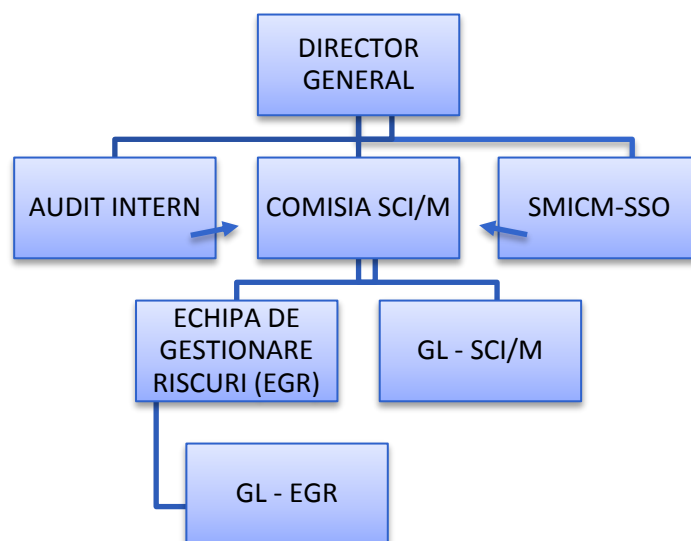 DIRECTOR
GENERAL
AUDIT INTERN
COMISIA SCI/M
SMICM-SSO
ECHIPA DE
GESTIONARE
RISCURI (EGR)
GL - SCI/M
GL - EGR